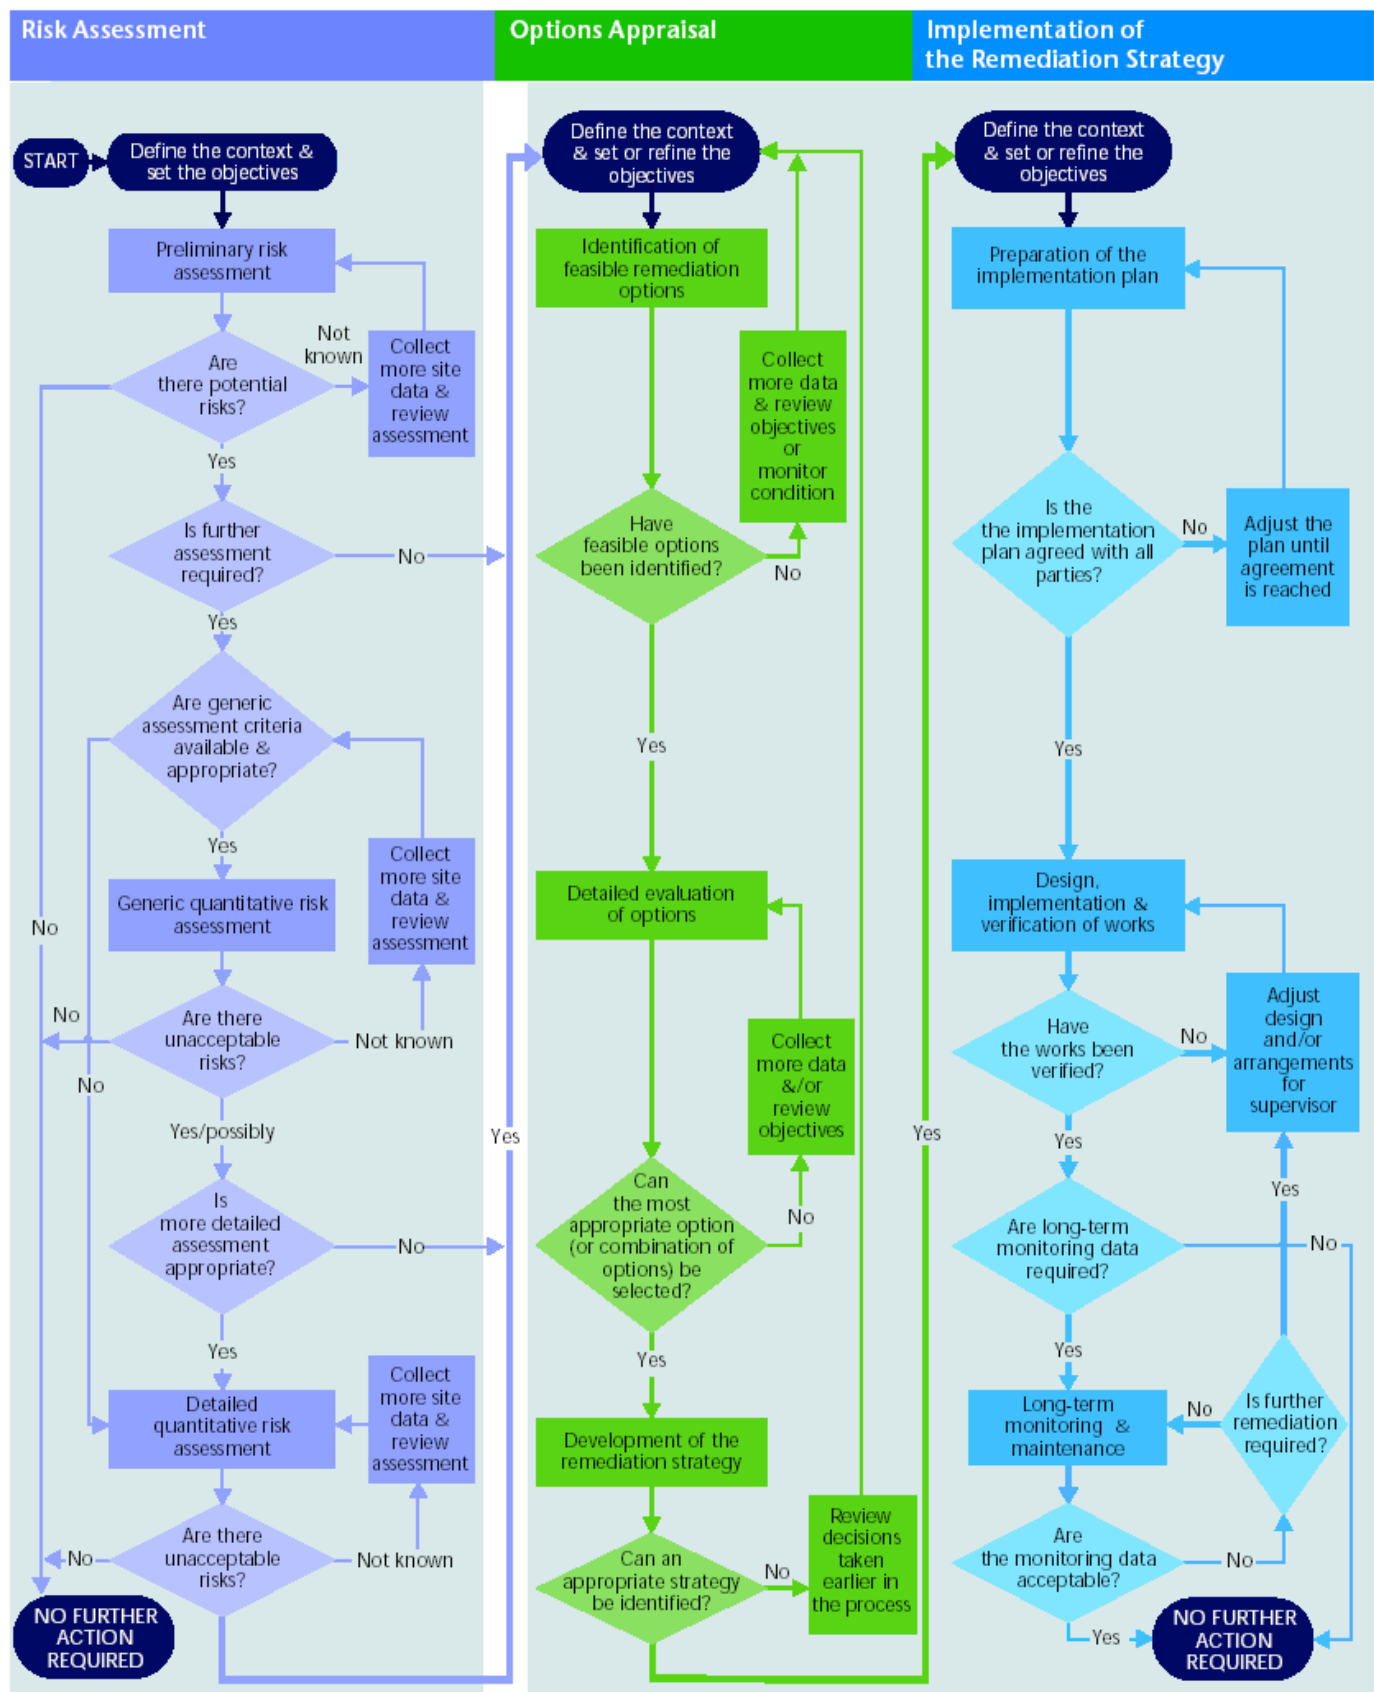 Risk Assessment
Options Appraisal
Implementation of
the Remediation Strategy
START
Define the context &
set the objectives
Preliminary risk
assessment
Are
there potential
risks?
Not
known
Collect
more site
data &
review
assessment
Yes
Is further
assessment
required?
No
Yes
Are generic
assessment criteria
available &
appropriate?
Yes
Collect
more site
data &
review
assessment
Generic quantitative risk
assessment
No
No
Are there
unacceptable
risks?
Not known
No
Yes/possibly
Is
more detailed
assessment
appropriate?
No
Yes
Collect
more site
data &
review
assessment
Detailed
quantitative risk
assessment
Are there
unacceptable
risks?
No
Not known
NO FURTHER
ACTION
REQUIRED
Yes
Define the context
& set or refine the
objectives
Identification of
feasible remediation
options
Collect
more data
& review
objectives
or
monitor
condition
Have
feasible options
been identified?
No
Yes
Detailed evaluation
of options
Collect
more data
&/or
review
objectives
Can
the most
appropriate option
(or combination of
options) be
selected?
No
Yes
Development of the
remediation strategy
Can an
appropriate strategy
be identified?
No
Review
decisions
taken
earlier in
the process
Yes
Define the context
& set or refine the
objectives
Preparation of the
implementation plan
Is the
the implementation
plan agreed with all
parties?
No
Adjust the
plan until
agreement
is reached
Yes
Design,
implementation &
verification of works
Have
the works been
verified?
No
Adjust
design
and/or
arrangements
for
supervisor
Yes
Yes
Are long-term
monitoring data
required?
No
Yes
Long-term
monitoring &
maintenance
No
Is further
remediation
required?
Are
the monitoring data
acceptable?
No
Yes
NO FURTHER
ACTION
REQUIRED